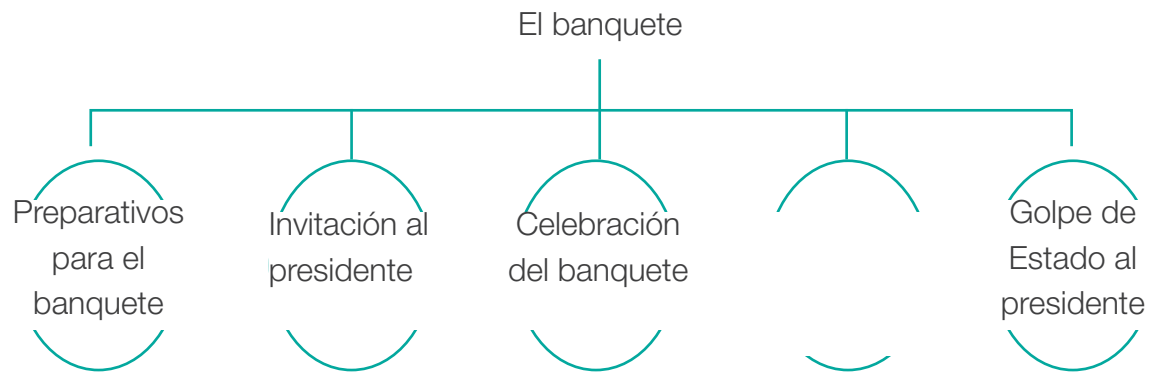 El banquete
Preparativos
para el
banquete
Invitación al
presidente
Celebración
del banquete
Golpe de
Estado al
presidente